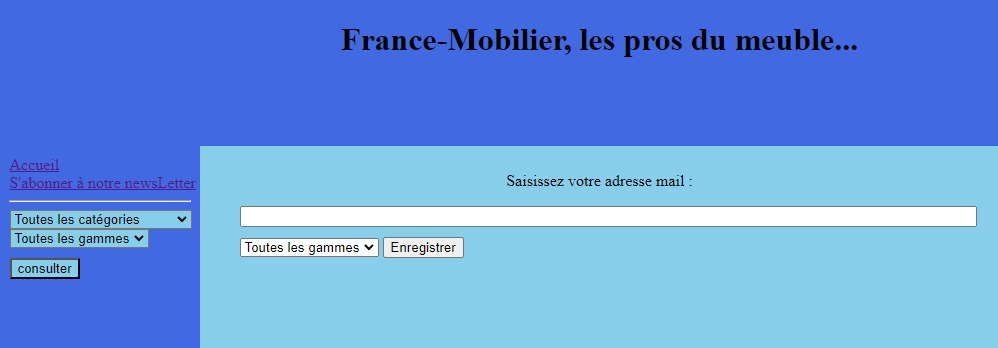 France-Mobilier, les pros du meuble...
Accueil
S'abonner à notre newsLetter
Toutes les catégories
Toutes les gammes
consulter
Saisissez votre adresse mail :
Toutes les gammes Enregistrer